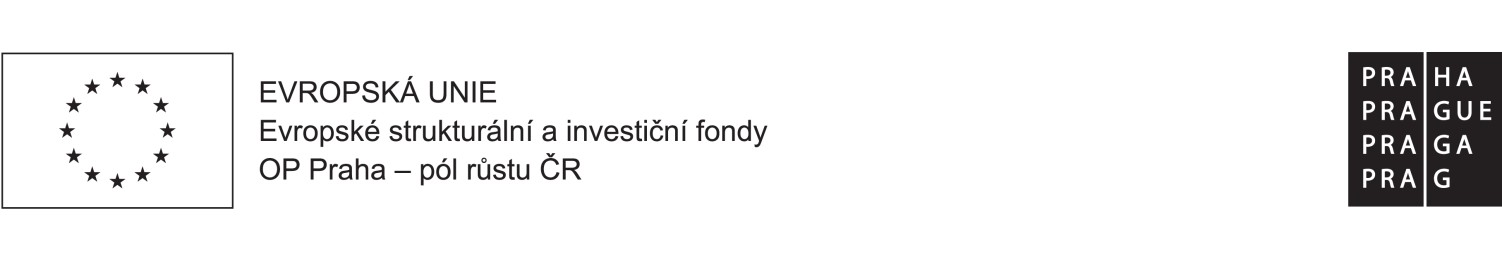 EVROPSKÁ UNIE
Evropské strukturální a investiční fondy
OP Praha – pól růstu ČR
PRA HA
PRA GUE
PRA GA
PRA G